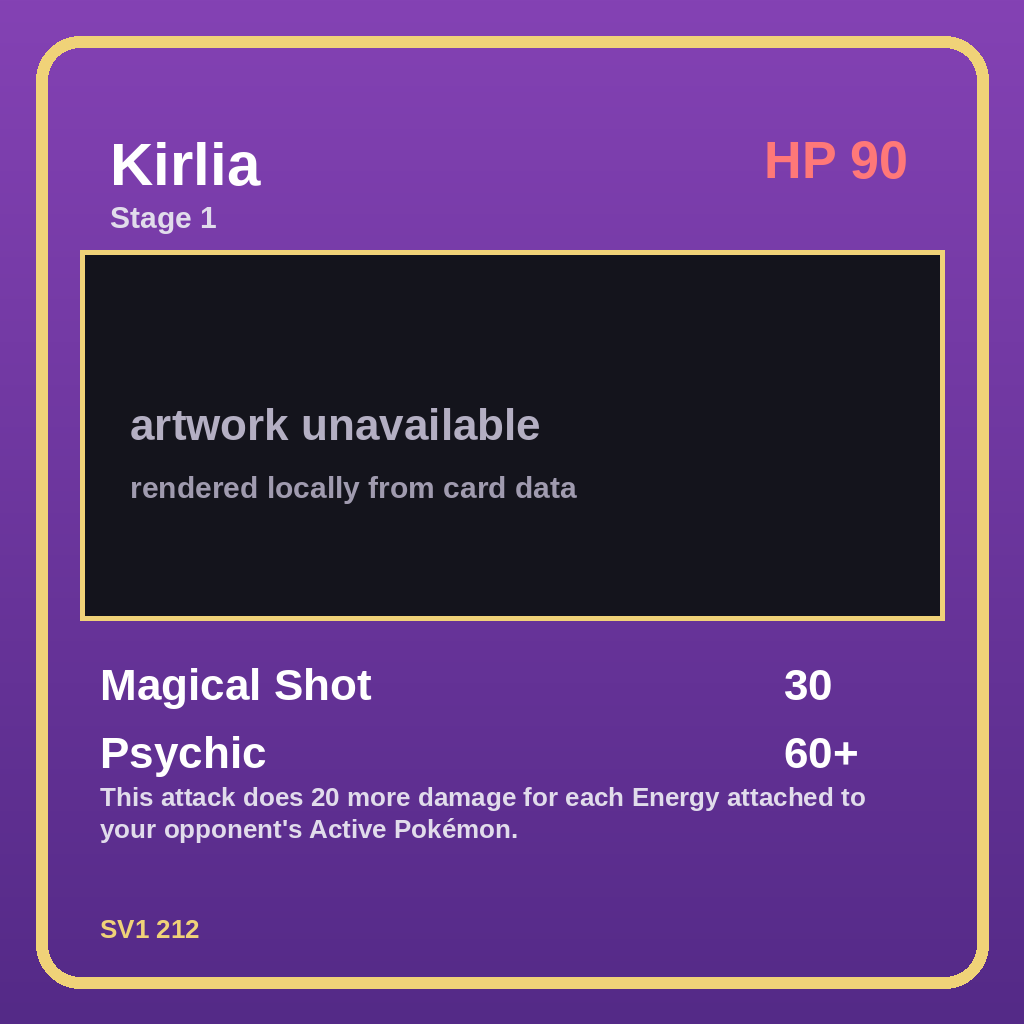 Kirlia
HP 90
Stage 1
artwork unavailable
rendered locally from card data
Magical Shot 30
Psychic 60+
This attack does 20 more damage for each Energy attached to
your opponent's Active Pokémon.
SV1 212